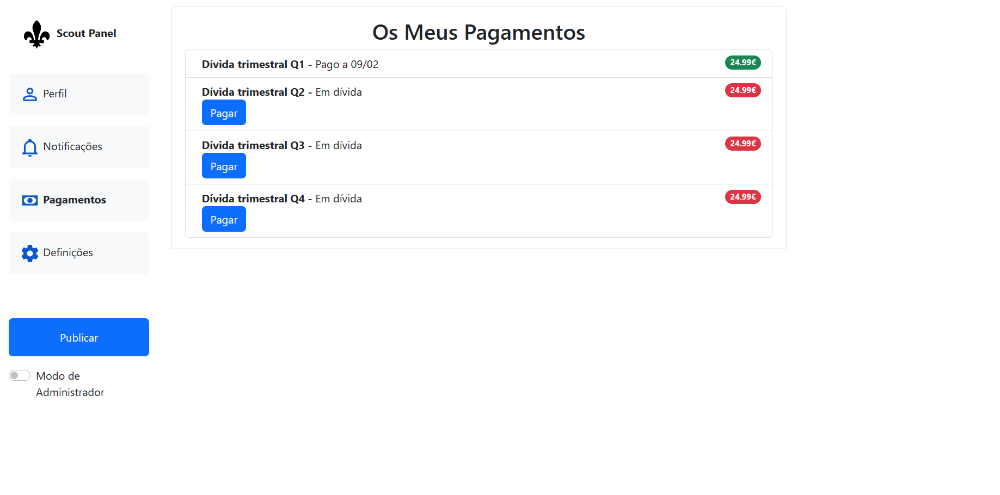 Scout Panel
Perfil
Notificações
Pagamentos
Definições
Publicar
Modo de
Administrador
Os Meus Pagamentos
Dívida trimestral Q1 - Pago a 09/02
24.99€
Dívida trimestral Q2 - Em dívida
24.99€
Pagar
Dívida trimestral Q3 - Em dívida
24.99€
Pagar
Dívida trimestral Q4 - Em dívida
24.99€
Pagar